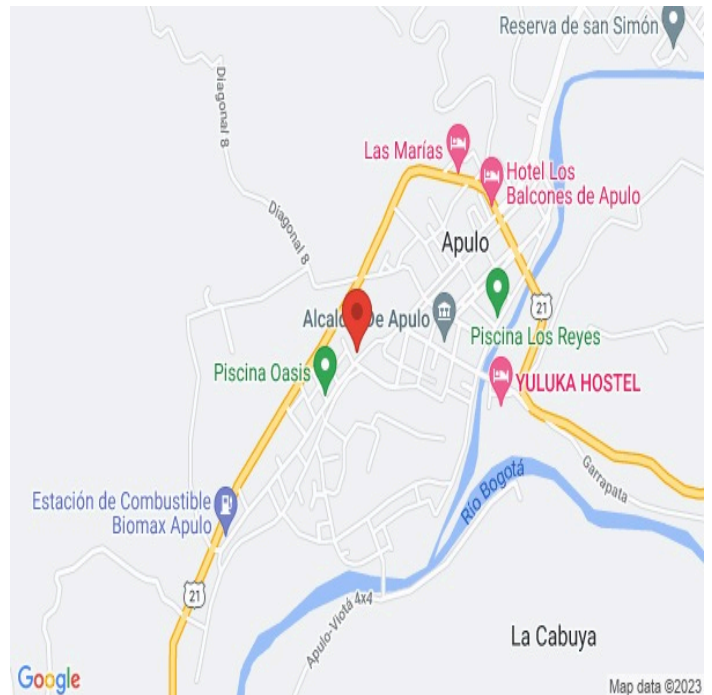 Reserva de san Simón
Diagonal 8
Las Marías
Hotel Los
Balcones de Apulo
Diagonal 8
Apulo
21
Alcald De Apulo
Piscina Los Reyes
Piscina Oasis
YULUKA HOSTEL
Garrapata
Río Bogotá
Estación de Combustible
Biomax Apulo
21
Apulo-Viotá 4x4
La Cabuya
Google
Map data ©2023